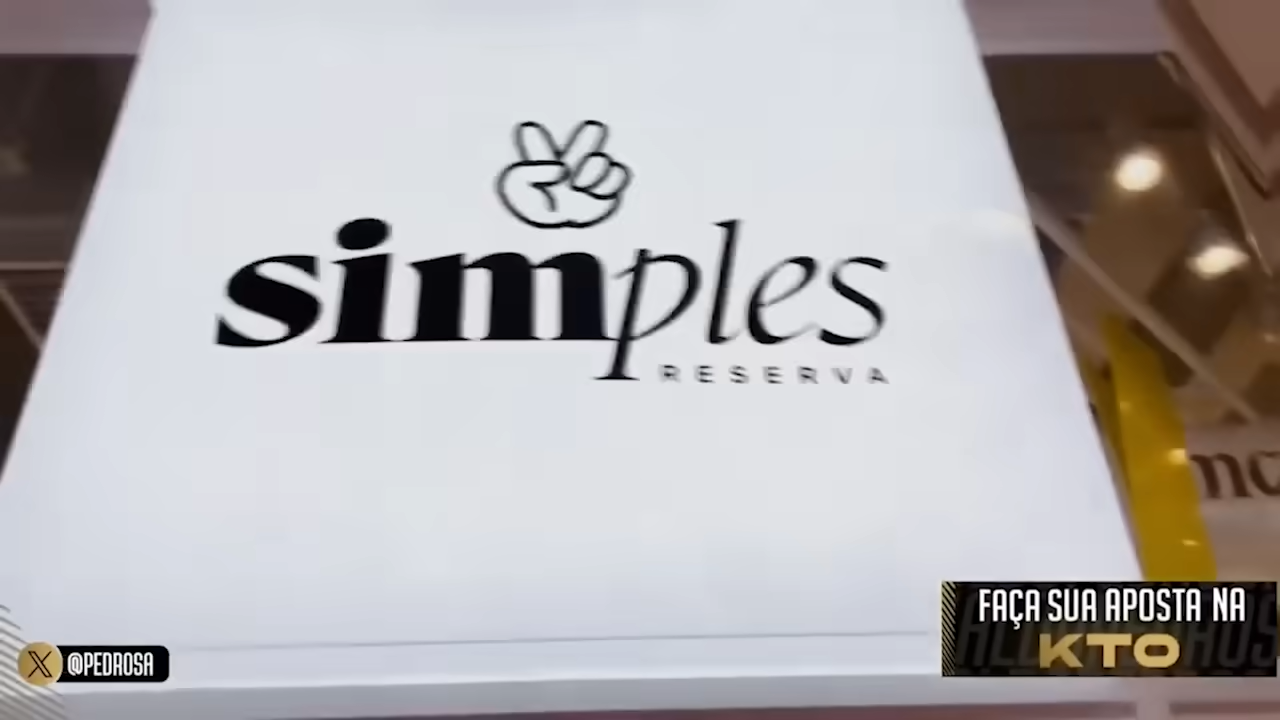 simples
RESERVA
FAÇA SUA APOSTA NA
KTO
@PEDROSA